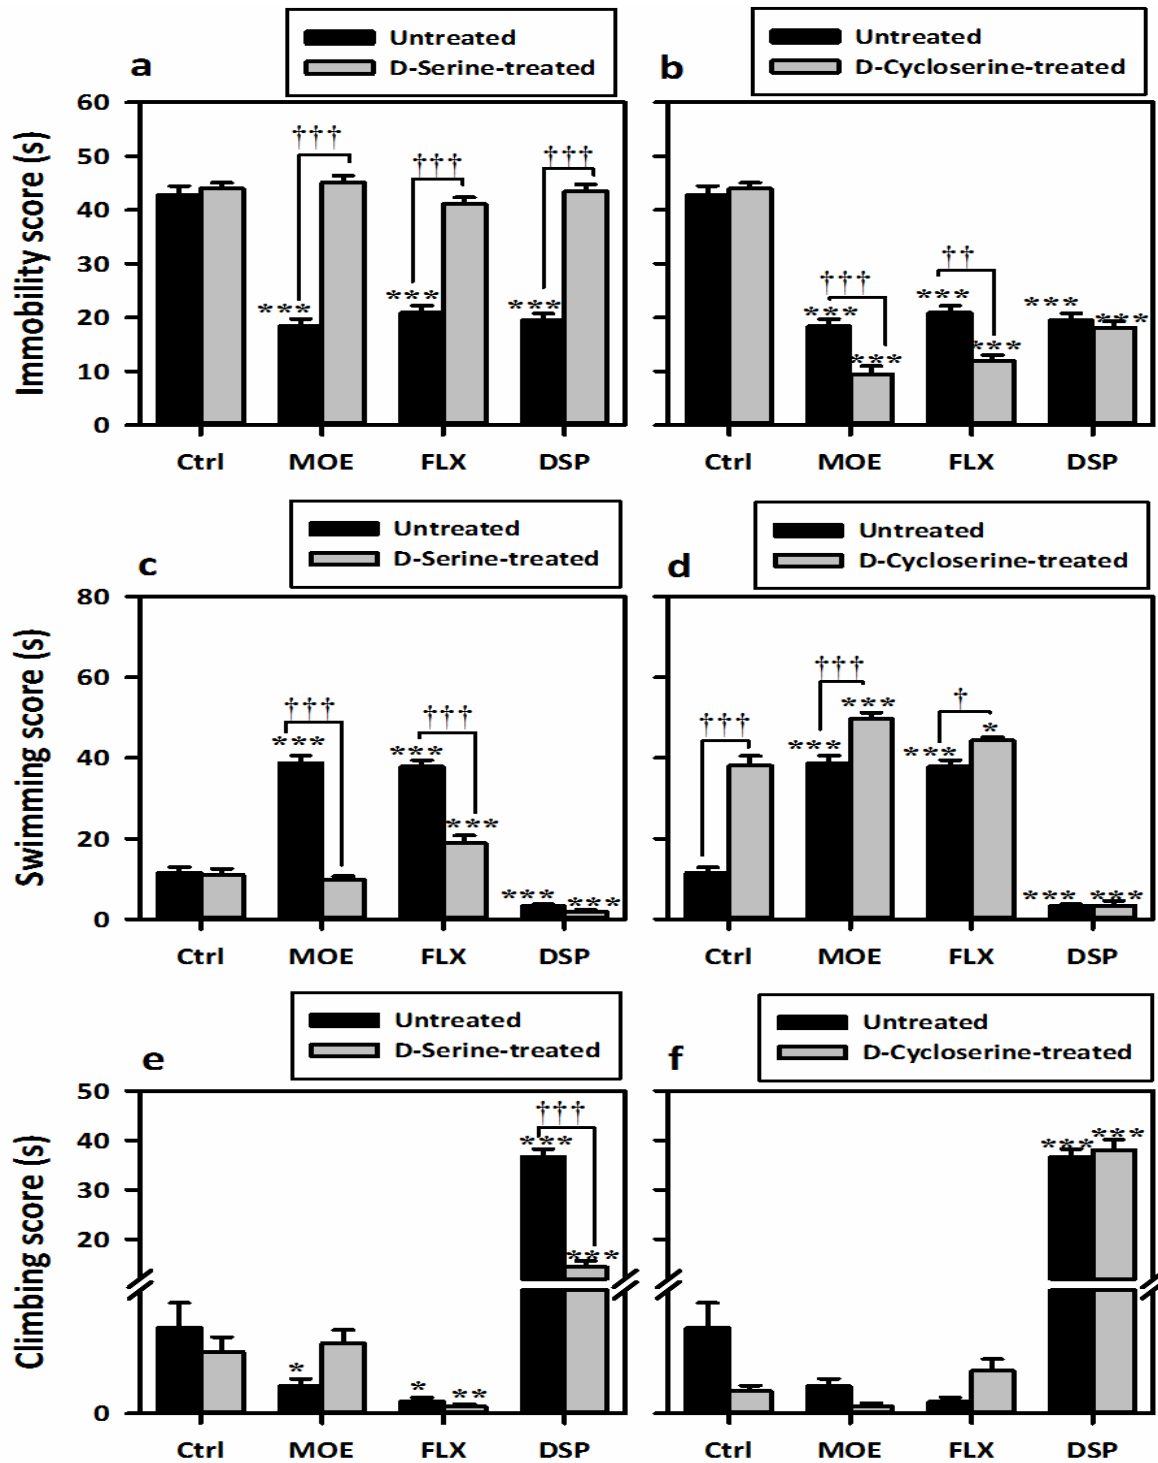 Untreated
D-Serine-treated
a
Untreated
D-Cycloserine-treated
b
Immobility score (s)
60
50
40
30
20
10
0
†††
†††
†††
***
***
***
Ctrl
MOE
FLX
DSP
†††
††
***
***
***
***
***
***
Ctrl
MOE
FLX
DSP
Untreated
D-Serine-treated
c
Untreated
D-Cycloserine-treated
d
Swimming score (s)
80
60
40
20
0
†††
†††
***
***
***
***
***
Ctrl
MOE
FLX
DSP
†††
†††
†
***
***
***
*
***
***
Ctrl
MOE
FLX
DSP
Untreated
D-Serine-treated
e
Untreated
D-Cycloserine-treated
f
Climbing score (s)
50
40
30
20
0
†††
***
***
*
*
**
Ctrl
MOE
FLX
DSP
***
***
Ctrl
MOE
FLX
DSP